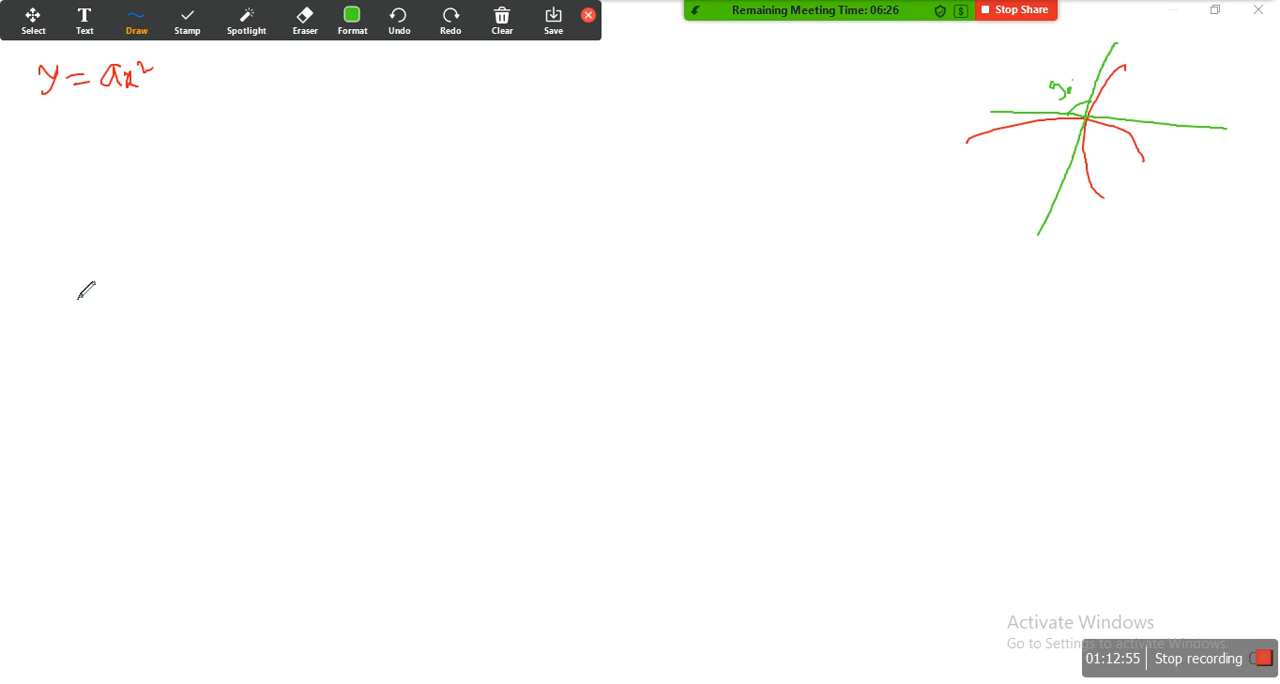 Select Text Draw Stamp Spotlight Eraser Format Undo Redo Clear Save
Remaining Meeting Time: 06:26 $ Stop Share
y = ax²
90°
Activate Windows
Go to Settings to activate Windows.
01:12:55 Stop recording